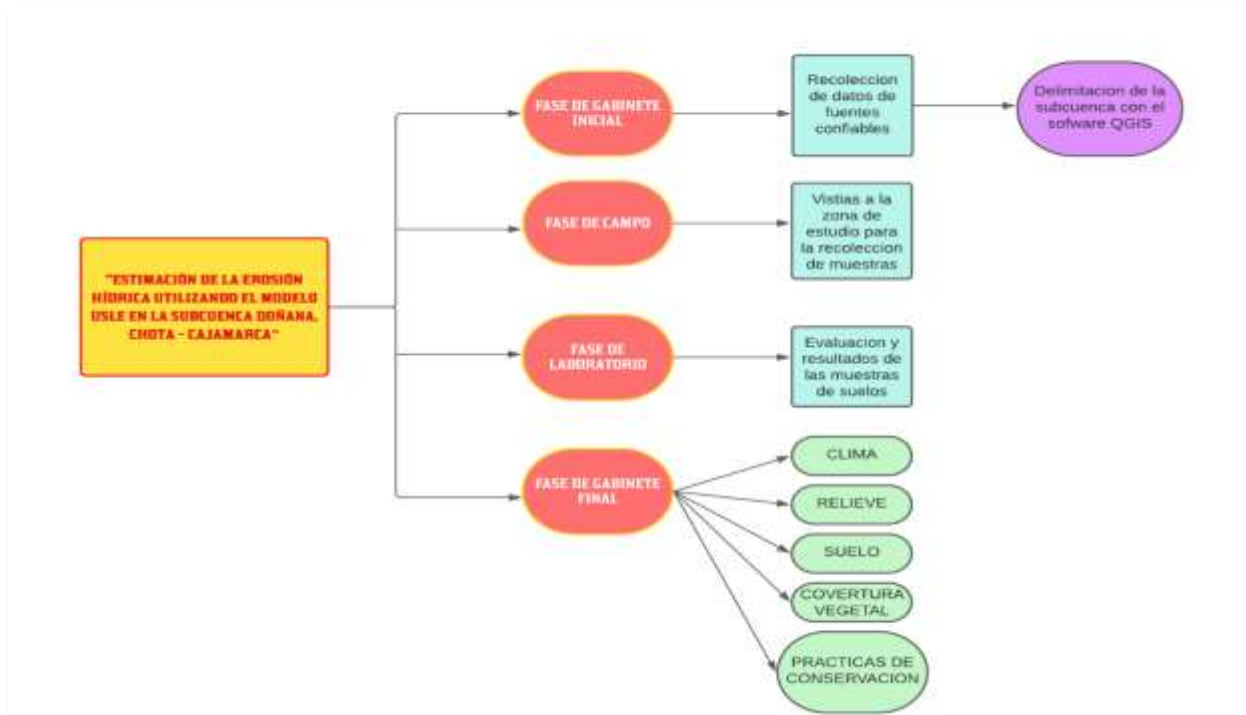 "ESTIMACIÓN DE LA EROSIÓN
HÍDRICA UTILIZANDO EL MODELO
USLE EN LA SUBCUENCA DOÑANA,
CHOTA - CAJAMARCA"
FASE DE GABINETE
INICIAL
Recoleccion
de datos de
fuentes
confiables
Delimitacion de la
subcuenca con el
sofware QGIS
FASE DE CAMPO
Vistias a la
zona de
estudio para
la recoleccion
de muestras
FASE DE
LABORATORIO
Evaluacion y
resultados de
las muestras
de suelos
FASE DE GABINETE
FINAL
CLIMA
RELIEVE
SUELO
COVERTURA
VEGETAL
PRACTICAS DE
CONSERVACION